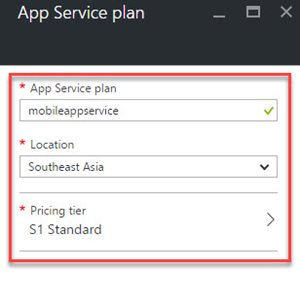 App Service plan
* App Service plan
mobileappservice
* Location
Southeast Asia
* Pricing tier
S1 Standard